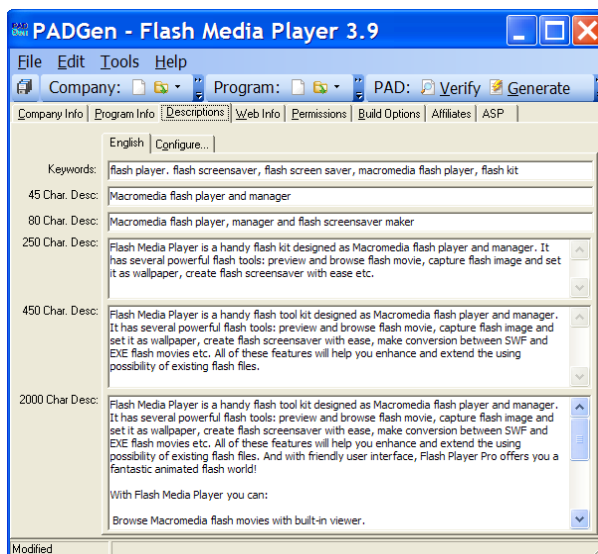 PADGen - Flash Media Player 3.9
File Edit Tools Help
Company: Program: PAD: Verify Generate
Company Info Program Info Descriptions Web Info Permissions Build Options Affiliates ASP
English Configure...
Keywords: flash player. flash screensaver, flash screen saver, macromedia flash player, flash kit
45 Char. Desc: Macromedia flash player and manager
80 Char. Desc: Macromedia flash player, manager and flash screensaver maker
250 Char. Desc: Flash Media Player is a handy flash kit designed as Macromedia flash player and manager. It
has several powerful flash tools: preview and browse flash movie, capture flash image and set
it as wallpaper, create flash screensaver with ease etc.
450 Char. Desc: Flash Media Player is a handy flash tool kit designed as Macromedia flash player and manager.
It has several powerful flash tools: preview and browse flash movie, capture flash image and
set it as wallpaper, create flash screensaver with ease, make conversion between SWF and
EXE flash movies etc. All of these features will help you enhance and extend the using
possibility of existing flash files.
2000 Char Desc: Flash Media Player is a handy flash tool kit designed as Macromedia flash player and manager.
It has several powerful flash tools: preview and browse flash movie, capture flash image and
set it as wallpaper, create flash screensaver with ease, make conversion between SWF and
EXE flash movies etc. All of these features will help you enhance and extend the using
possibility of existing flash files. And with friendly user interface, Flash Player Pro offers you a
fantastic animated flash world!
With Flash Media Player you can:
Browse Macromedia flash movies with built-in viewer.
Modified